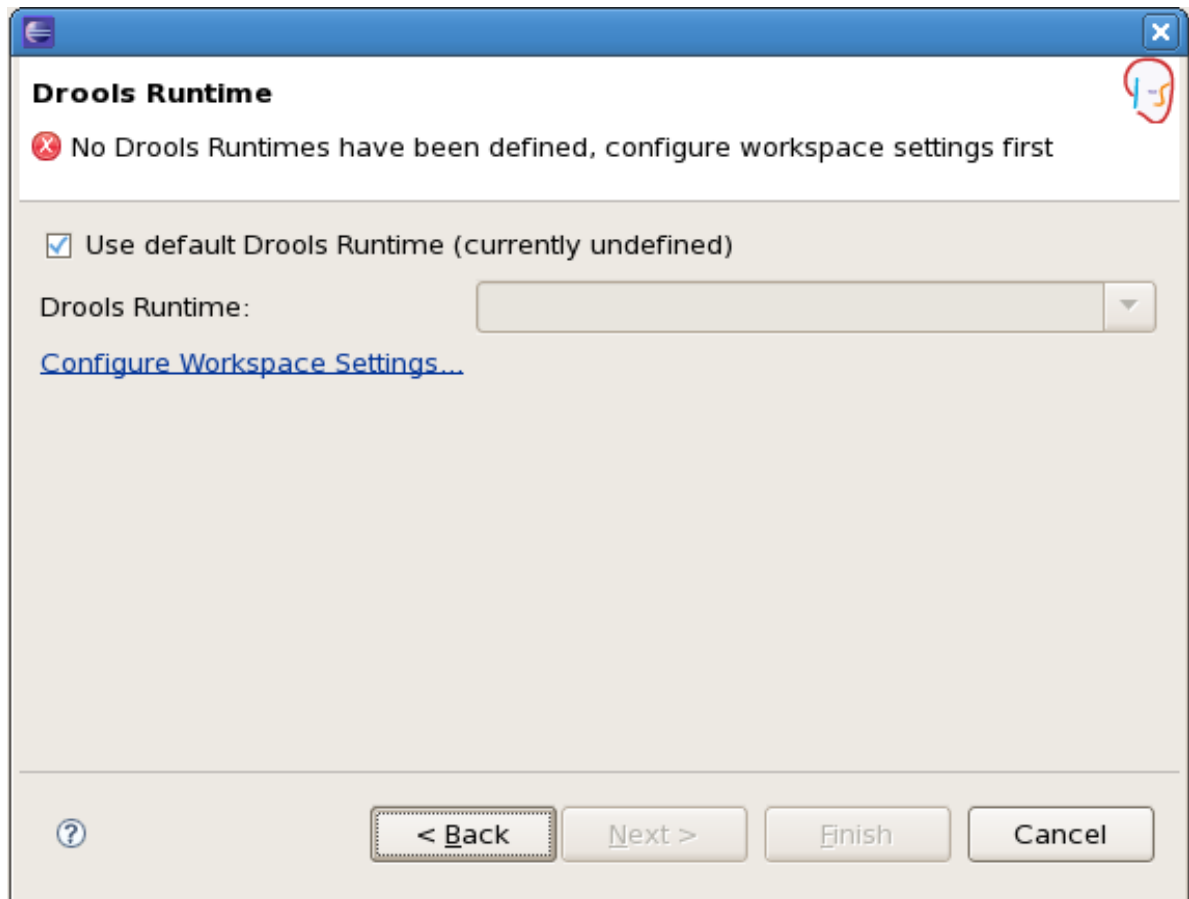 Drools Runtime
No Drools Runtimes have been defined, configure workspace settings first
Use default Drools Runtime (currently undefined)
Drools Runtime:
Configure Workspace Settings...
< Back Next > Finish Cancel